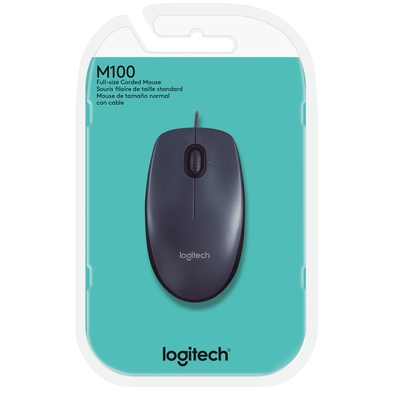 M100
Full-size Corded Mouse
Souris filaire de taille standard
Mouse de tamaño normal
con cable
logitech
logitech